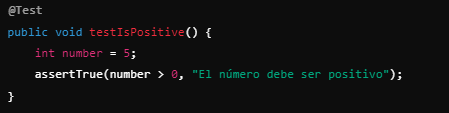 @Test
public void testIsPositive() {
    int number = 5;
    assertTrue(number > 0, "El número debe ser positivo");
}